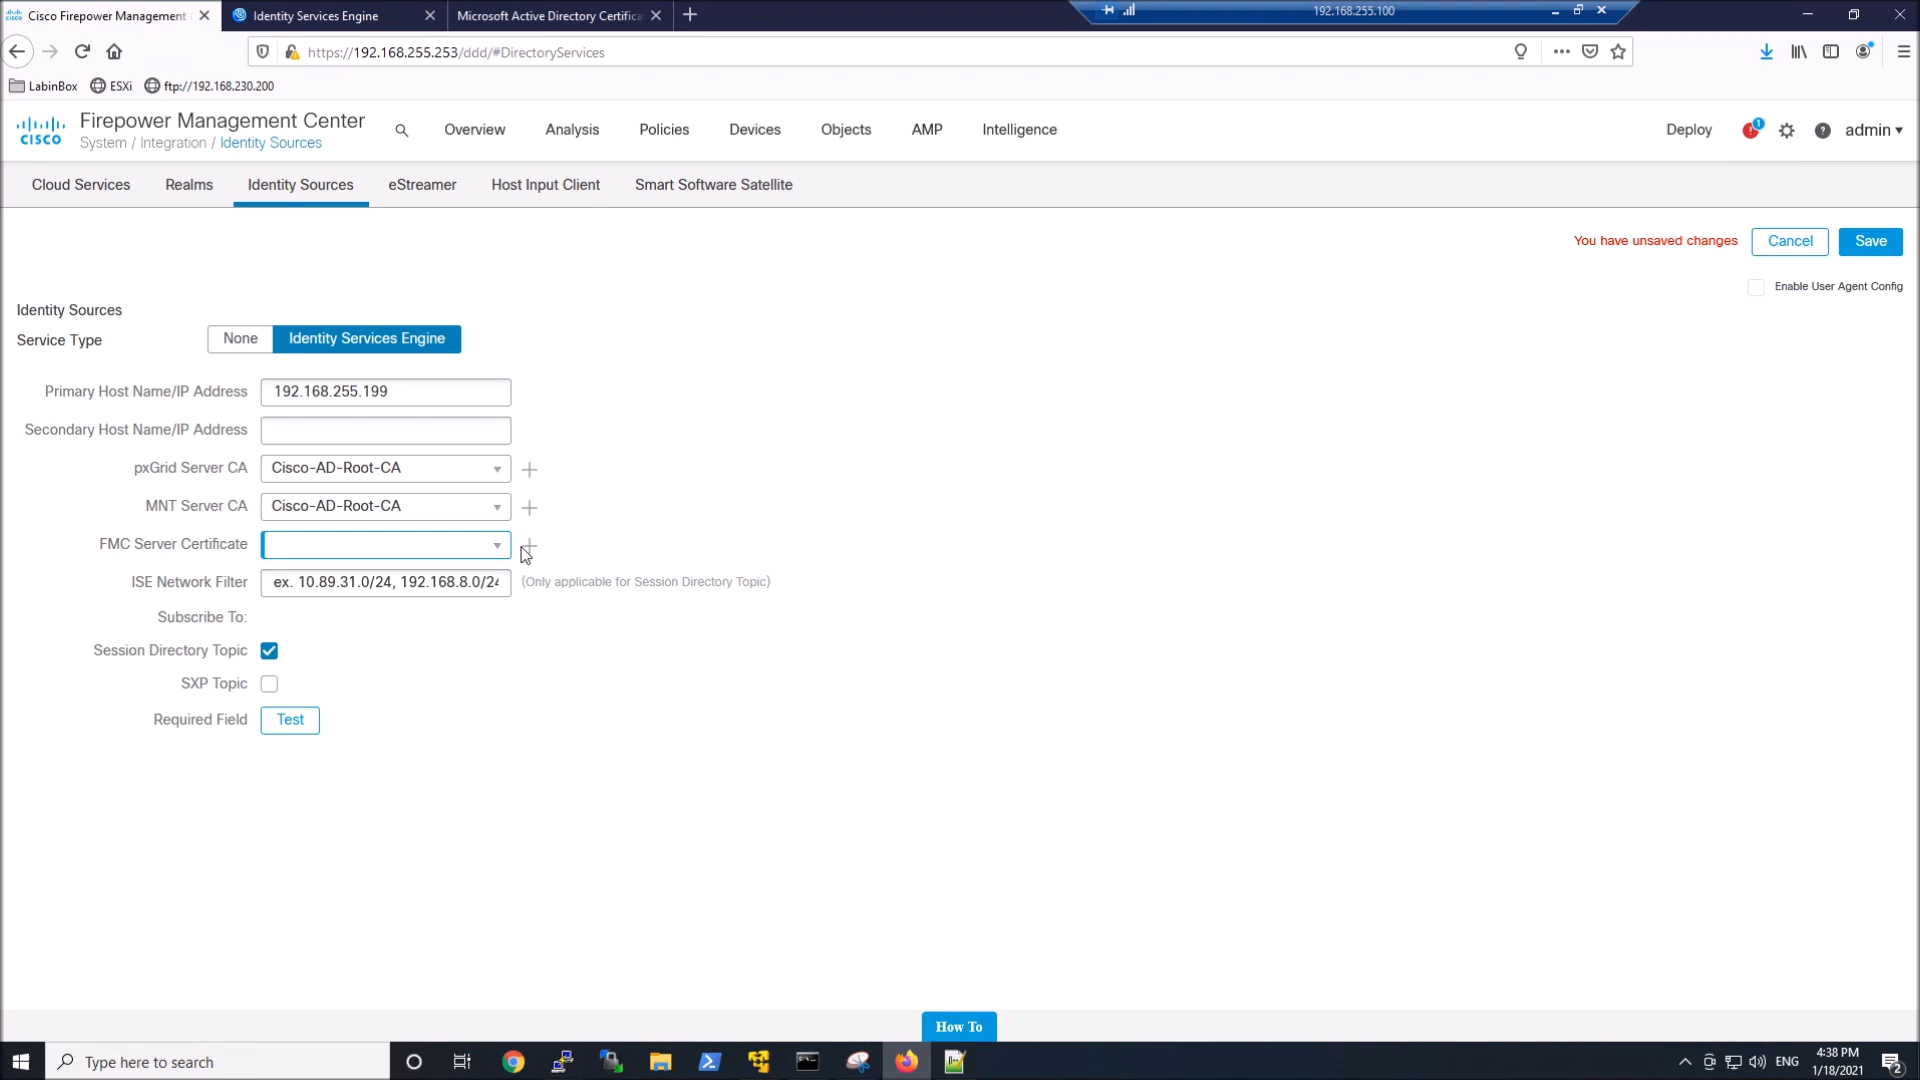 Cisco Firepower Management
Identity Services Engine
Microsoft Active Directory Certifica
192.168.255.100
https://192.168.255.253/ddd/#DirectoryServices
LabinBox
ESXi
ftp://192.168.230.200
CISCO
Firepower Management Center
System / Integration / Identity Sources
Overview
Analysis
Policies
Devices
Objects
AMP
Intelligence
Deploy
1
admin
Cloud Services
Realms
Identity Sources
eStreamer
Host Input Client
Smart Software Satellite
You have unsaved changes
Cancel
Save
Enable User Agent Config
Identity Sources
Service Type
None
Identity Services Engine
Primary Host Name/IP Address
192.168.255.199
Secondary Host Name/IP Address
pxGrid Server CA
Cisco-AD-Root-CA
MNT Server CA
Cisco-AD-Root-CA
FMC Server Certificate
ISE Network Filter
ex. 10.89.31.0/24, 192.168.8.0/24
(Only applicable for Session Directory Topic)
Subscribe To:
Session Directory Topic
SXP Topic
Required Field
Test
How To
Type here to search
ENG
4:38 PM
1/18/2021
2